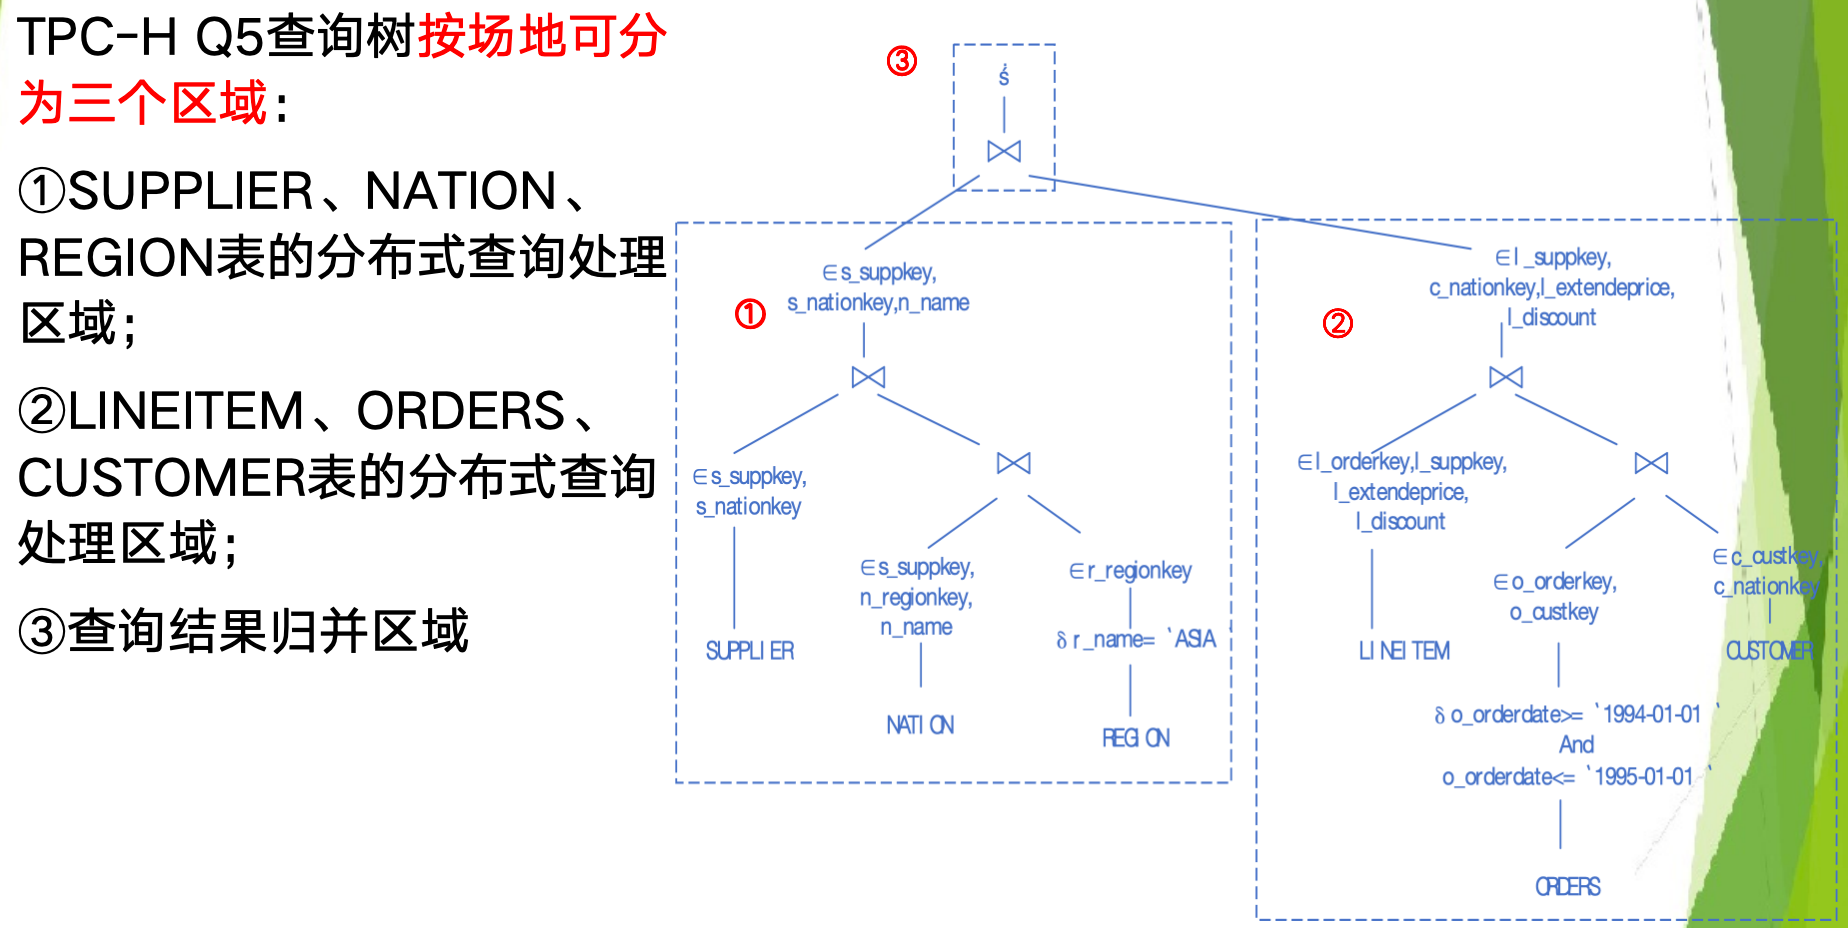 TPC-H Q5查询树按场地可分
为三个区域：
①SUPPLIER、NATION、
REGION表的分布式查询处理
区域；
②LINEITEM、ORDERS、
CUSTOMER表的分布式查询
处理区域；
③查询结果归并区域
③
ṡ
⋈
①
∈s_suppkey,
s_nationkey,n_name
⋈
∈s_suppkey,
s_nationkey
SUPPLIER
⋈
∈s_suppkey,
n_regionkey,
n_name
NATION
∈r_regionkey
δ r_name= `ASIA
REGION
②
∈l_suppkey,
c_nationkey,l_extendeprice,
l_discount
⋈
∈l_orderkey,l_suppkey,
l_extendeprice,
l_discount
LINEITEM
⋈
∈o_orderkey,
o_custkey
δ o_orderdate>= `1994-01-01 `
And
o_orderdate<= `1995-01-01 `
ORDERS
∈c_custkey,
c_nationkey
CUSTOMER